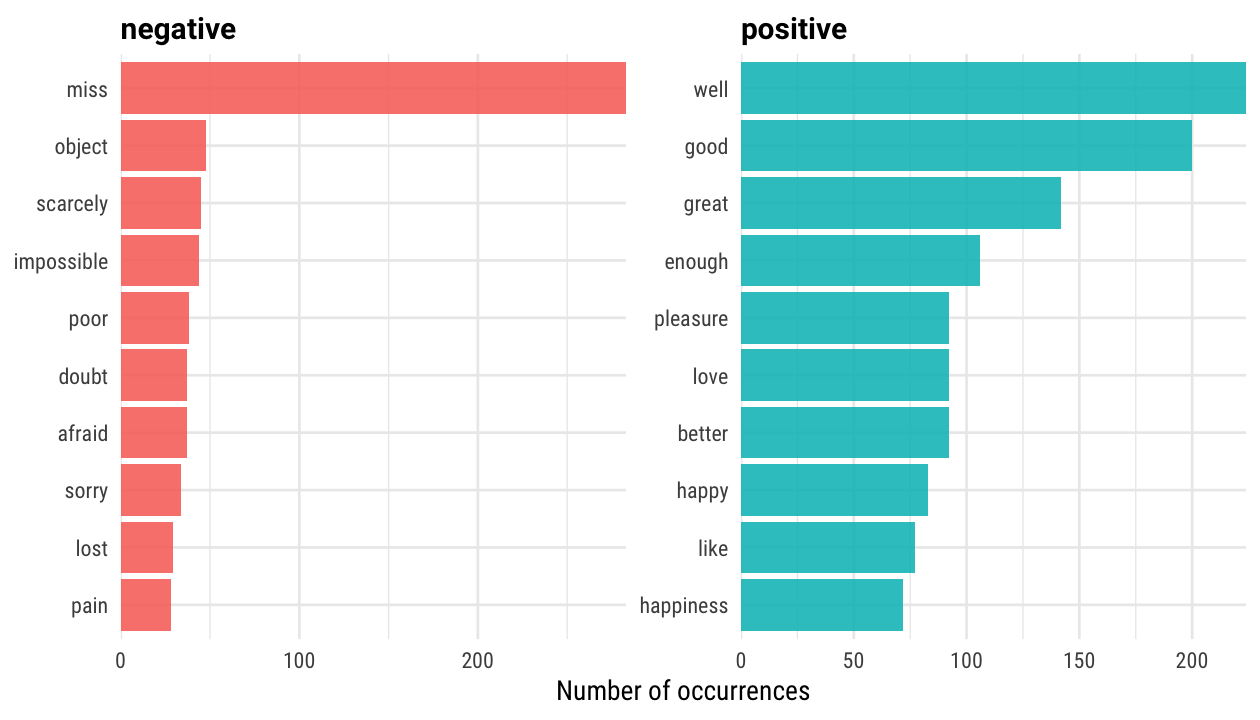 negative
miss
object
scarcely
impossible
poor
doubt
afraid
sorry
lost
pain
0 100 200
positive
well
good
great
enough
pleasure
love
better
happy
like
happiness
0 50 100 150 200
Number of occurrences